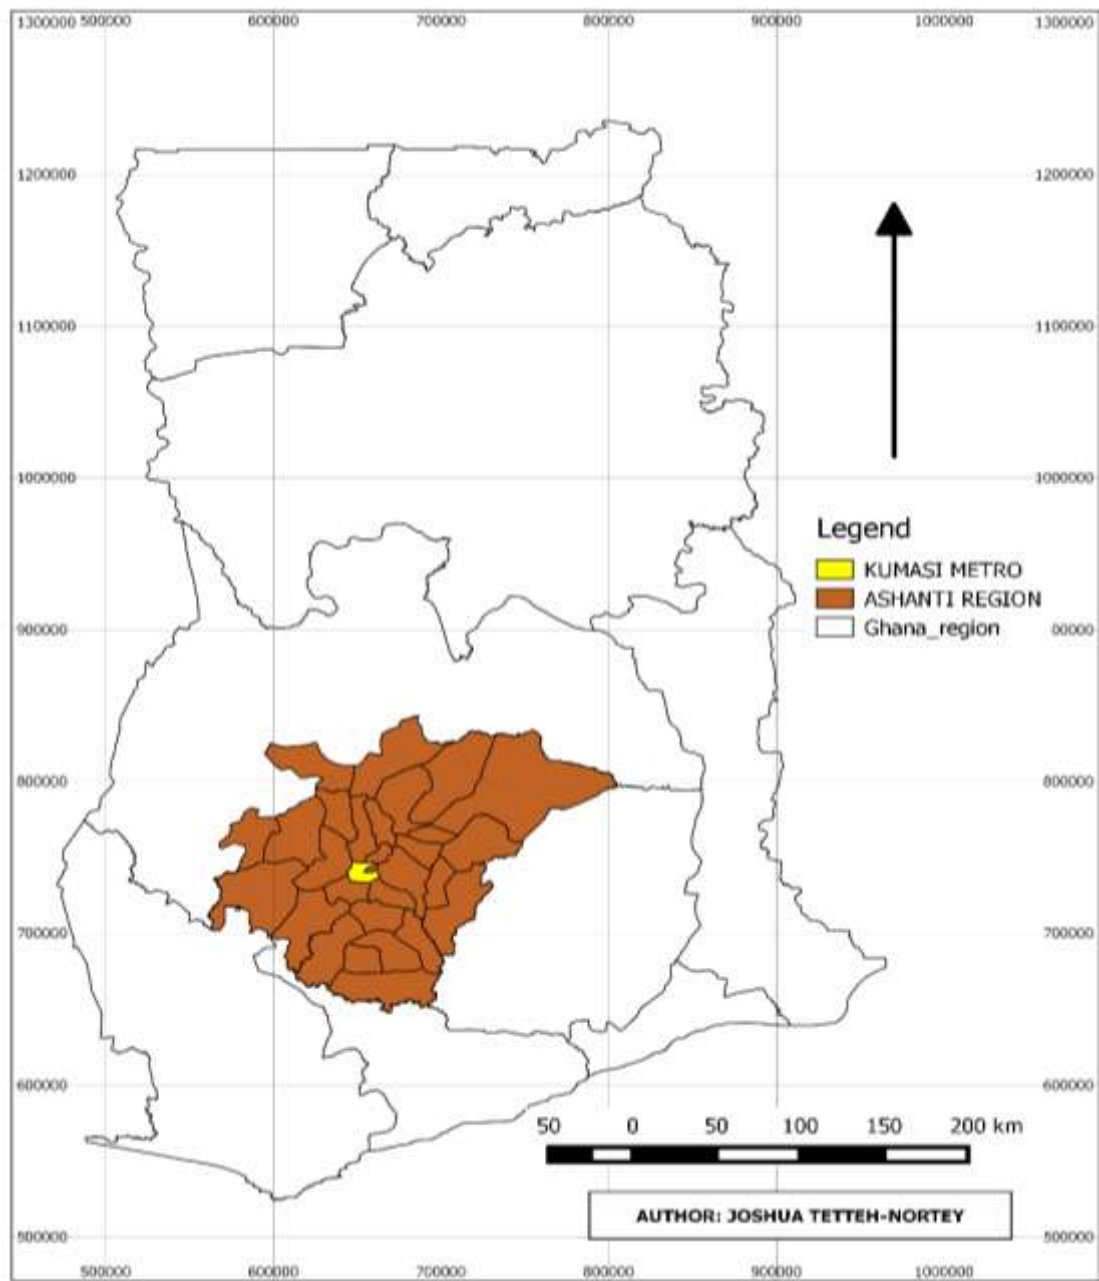 1300000 500000 600000 700000 800000 900000 1000000 1300000
1200000 1200000
1100000 1100000
1000000 1000000
Legend
KUMASI METRO
ASHANTI REGION
Ghana_region
900000 00000
800000 800000
700000 700000
600000 600000
50 0 50 100 150 200 km
AUTHOR: JOSHUA TETTEH-NORTEY
500000 500000
500000 600000 700000 800000 900000 1000000